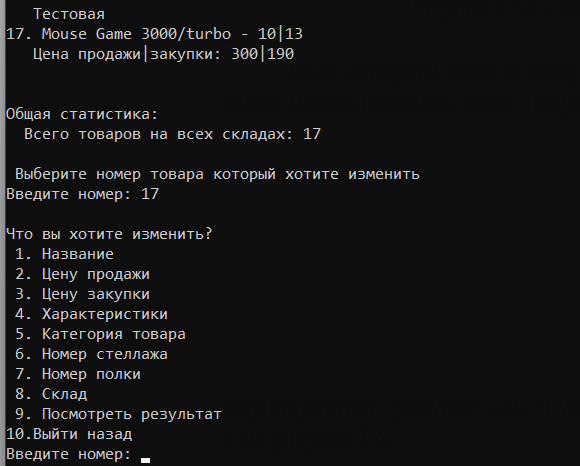 Тестовая
17. Mouse Game 3000/turbo - 10|13
Цена продажи|закупки: 300|190
Общая статистика:
Всего товаров на всех складах: 17
Выберите номер товара который хотите изменить
Введите номер: 17
Что вы хотите изменить?
1. Название
2. Цену продажи
3. Цену закупки
4. Характеристики
5. Категория товара
6. Номер стеллажа
7. Номер полки
8. Склад
9. Посмотреть результат
10.Выйти назад
Введите номер: